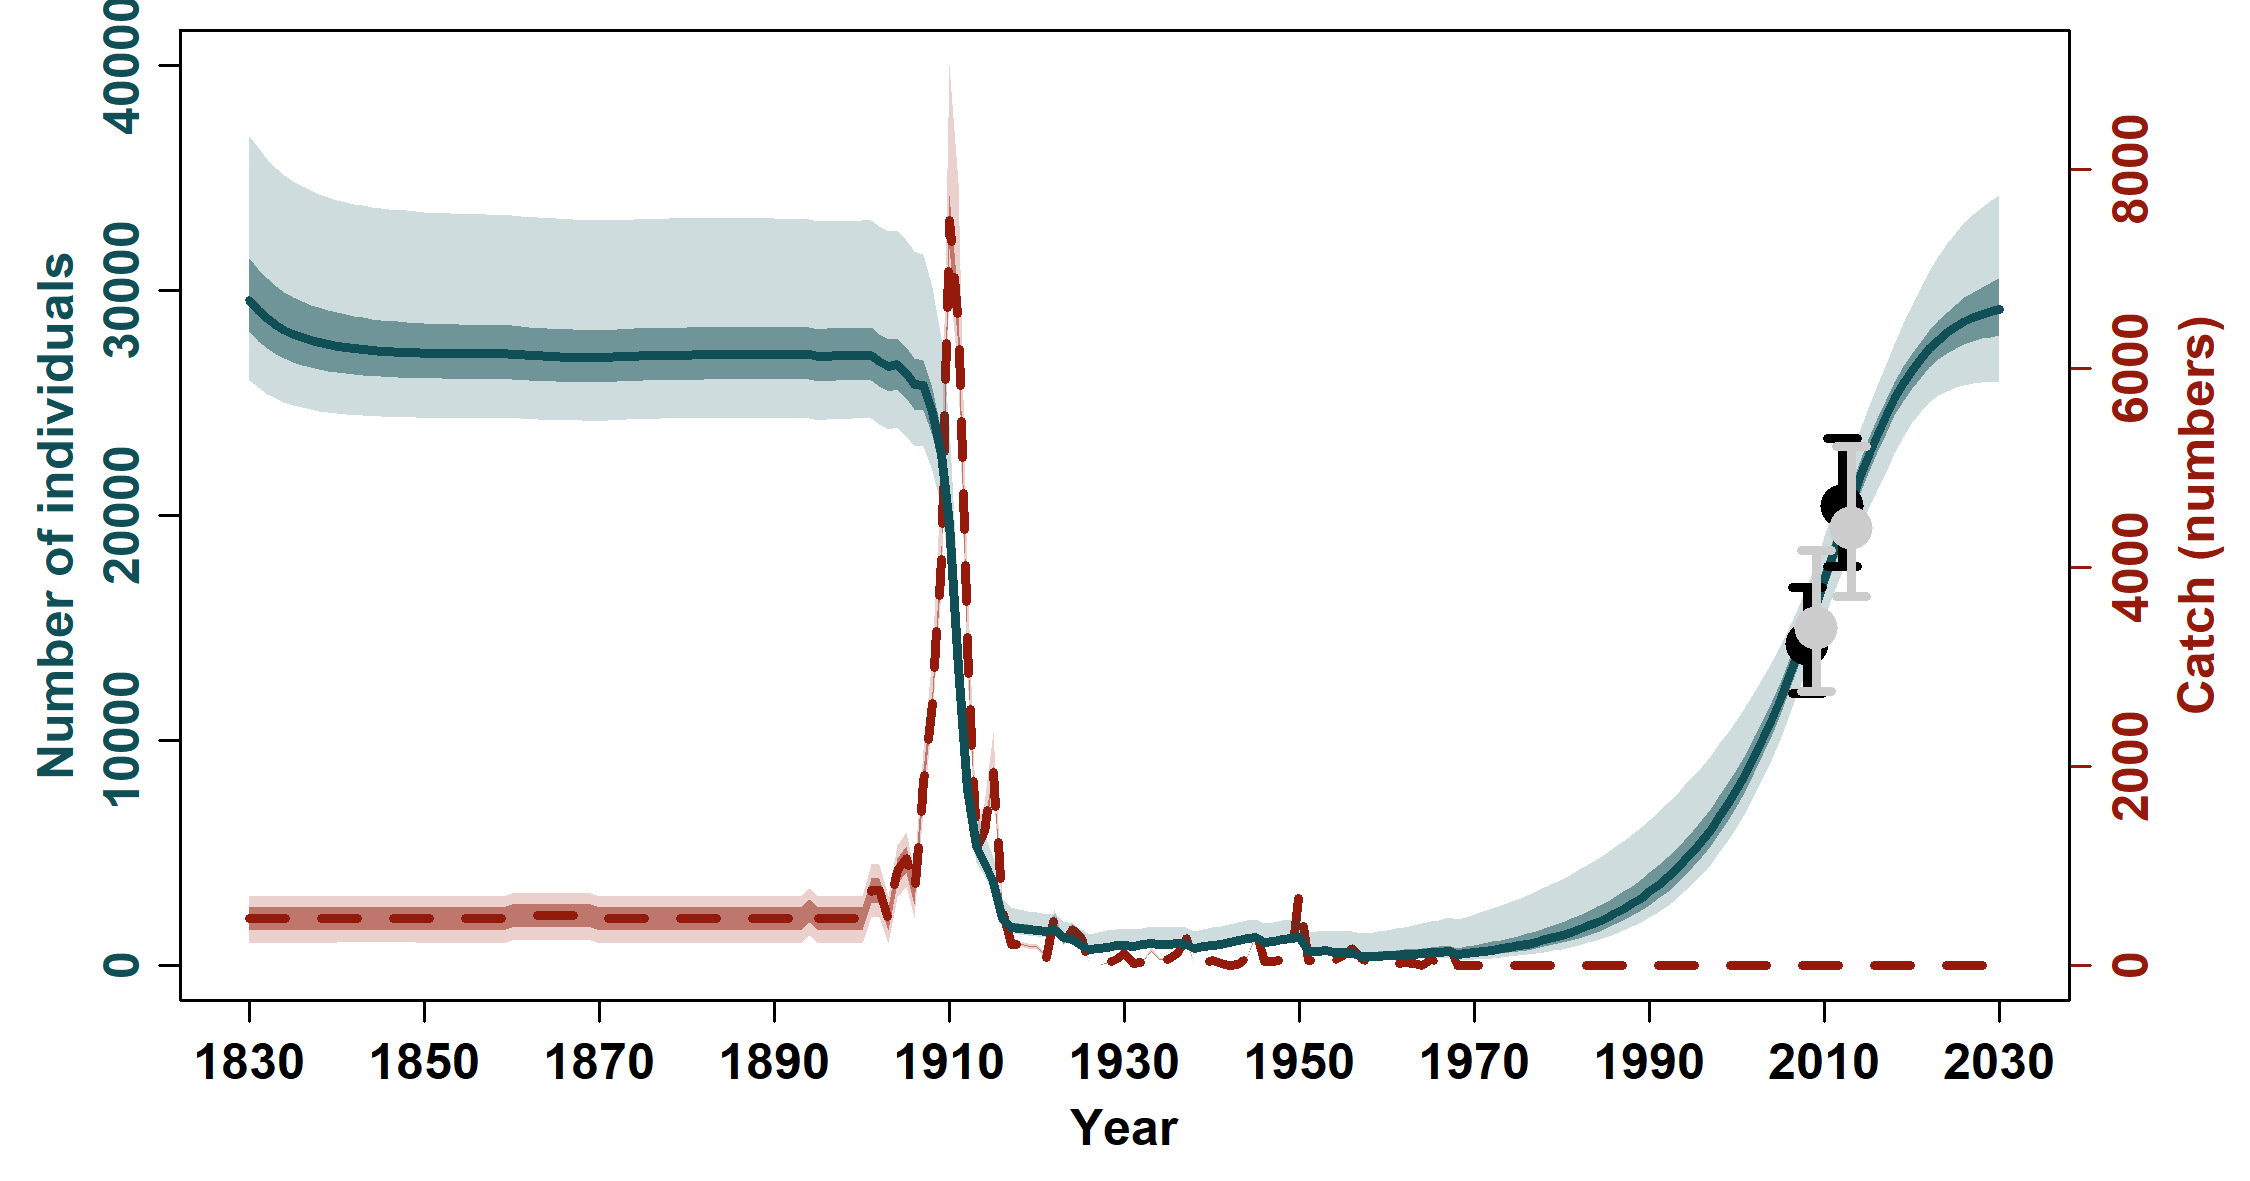 Number of individuals
0 10000 20000 30000 40000
Catch (numbers)
0 2000 4000 6000 8000
1830 1850 1870 1890 1910 1930 1950 1970 1990 2010 2030
Year